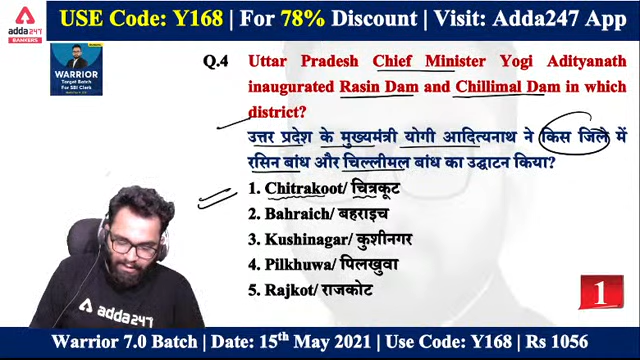 USE Code: Y168 | For 78% Discount | Visit: Adda247 App
adda247
BANKERS
WARRIOR
Target Batch
For SBI Clerk
Q.4 Uttar Pradesh Chief Minister Yogi Adityanath
inaugurated Rasin Dam and Chillimal Dam in which
district?
उत्तर प्रदेश के मुख्यमंत्री योगी आदित्यनाथ ने किस जिले में
रसिन बांध और चिल्लीमल बांध का उद्घाटन किया?
1. Chitrakoot/ चित्रकूट
2. Bahraich/ बहराइच
3. Kushinagar/ कुशीनगर
4. Pilkhuwa/ पिलखुवा
5. Rajkot/ राजकोट
adda247
1
Warrior 7.0 Batch | Date: 15th May 2021 | Use Code: Y168 | Rs 1056